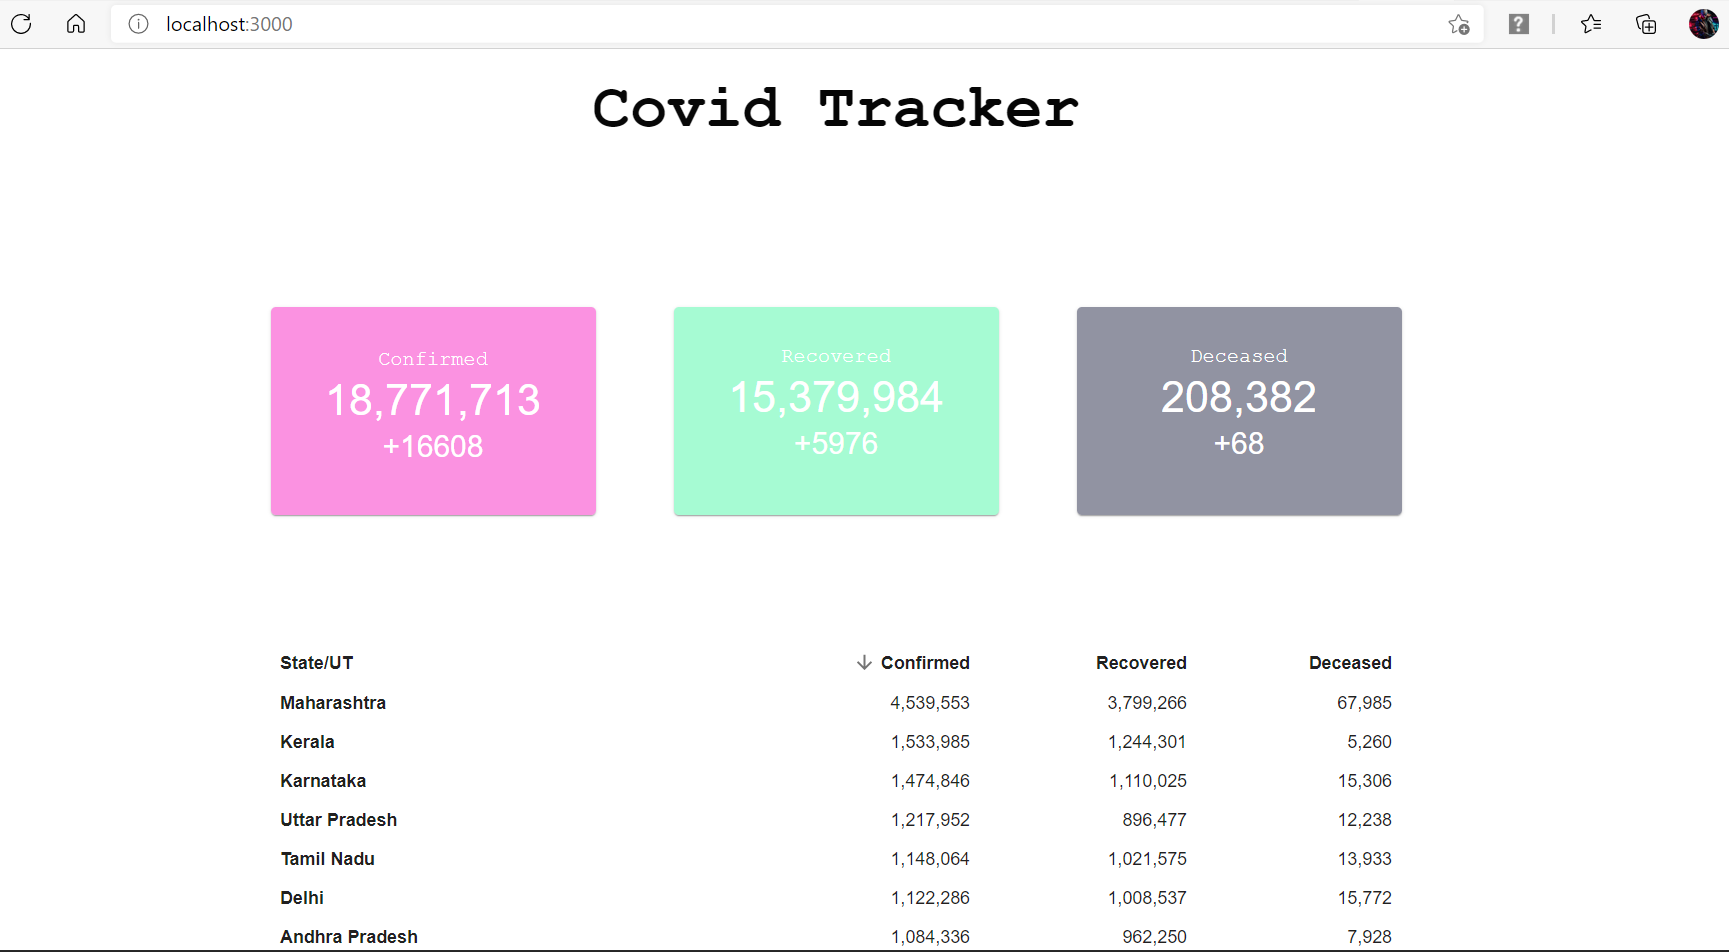 localhost:3000
Covid Tracker
Confirmed
18,771,713
+16608
Recovered
15,379,984
+5976
Deceased
208,382
+68
State/UT Confirmed Recovered Deceased
Maharashtra 4,539,553 3,799,266 67,985
Kerala 1,533,985 1,244,301 5,260
Karnataka 1,474,846 1,110,025 15,306
Uttar Pradesh 1,217,952 896,477 12,238
Tamil Nadu 1,148,064 1,021,575 13,933
Delhi 1,122,286 1,008,537 15,772
Andhra Pradesh 1,084,336 962,250 7,928